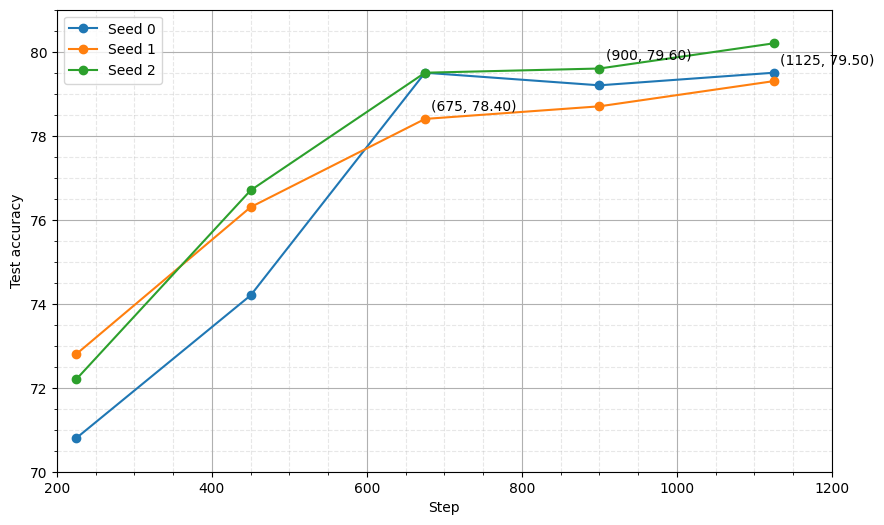 Seed 0
Seed 1
Seed 2
(900, 79.60)
(1125, 79.50)
(675, 78.40)
80
78
76
74
72
70
Test accuracy
200 400 600 800 1000 1200
Step